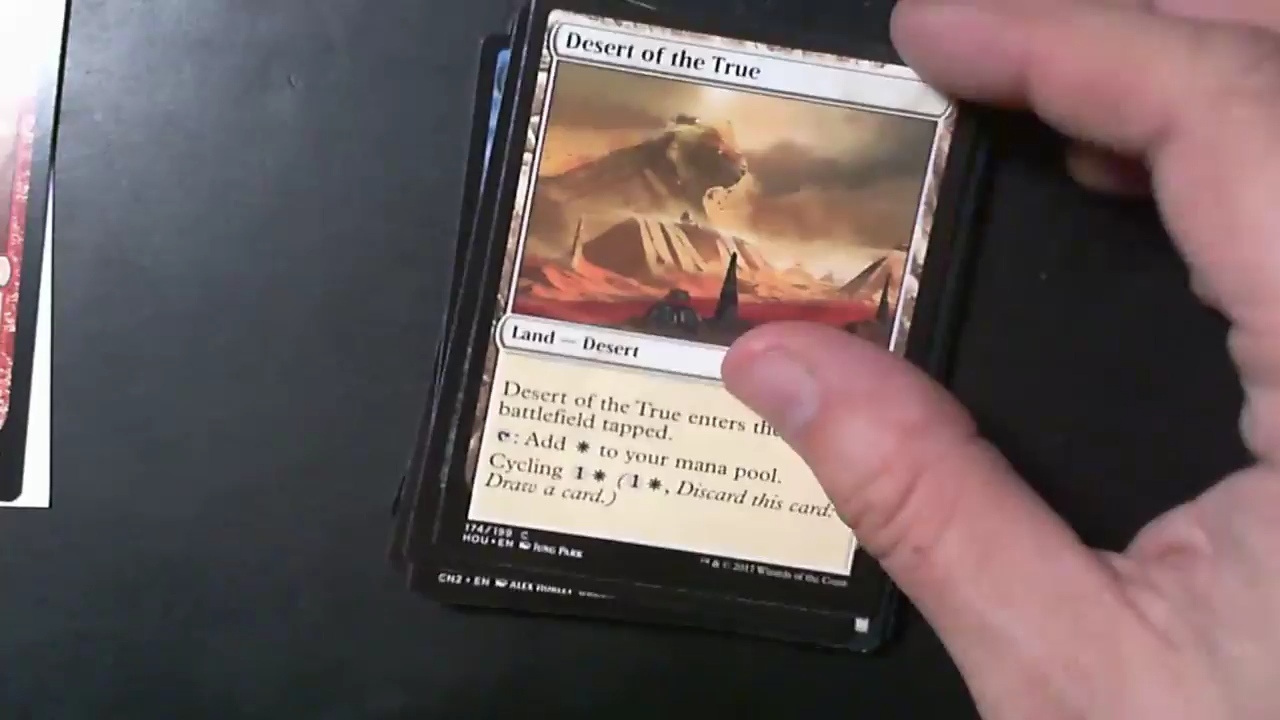 Desert of the True
Land — Desert
Desert of the True enters the
battlefield tapped.
: Add to your mana pool.
Cycling 1 (1 , Discard this card:
Draw a card.)
174/199 C
HOU • EN Jung Park
™ & © 2017 Wizards of the Coast
CN2 • EN Alex